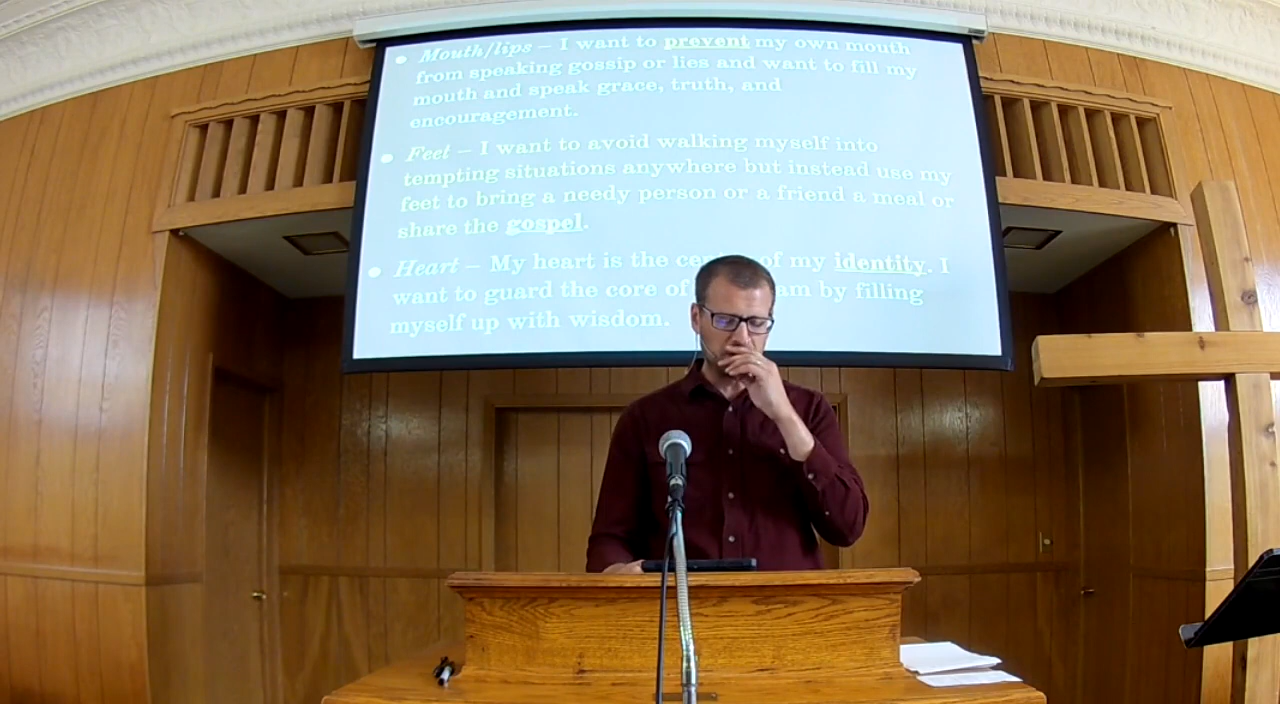 • Mouth/lips – I want to prevent my own mouth
from speaking gossip or lies and want to fill my
mouth and speak grace, truth, and
encouragement.
• Feet – I want to avoid walking myself into
tempting situations anywhere but instead use my
feet to bring a needy person or a friend a meal or
share the gospel.
• Heart – My heart is the of my identity. I
want to guard the core of am by filling
myself up with wisdom.